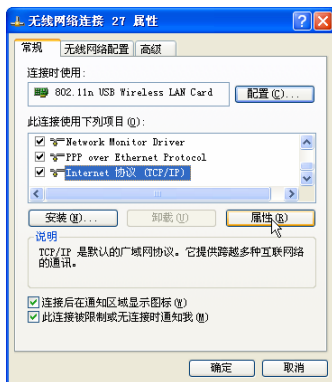 无线网络连接 27 属性
常规 无线网络配置 高级
连接时使用:
802.11n USB Wireless LAN Card 配置(C)...
此连接使用下列项目(O):
Network Monitor Driver
PPP over Ethernet Protocol
Internet 协议 (TCP/IP)
安装(N)... 卸载(U) 属性(R)
说明
TCP/IP 是默认的广域网协议。它提供跨越多种互联网络
的通讯。
连接后在通知区域显示图标(W)
此连接被限制或无连接时通知我(M)
确定 取消